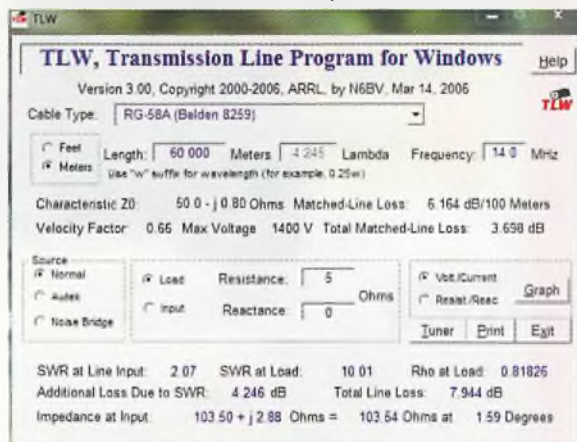 TLW
TLW, Transmission Line Program for Windows
Help
Version 3.00, Copyright 2000-2006, ARRL, by N6BV, Mar 14, 2006
TLW
Cable Type: RG-58A (Belden 8259)
Feet
Meters
Length: 60.000 Meters 4.245 Lambda Frequency: 14.0 MHz
Use "w" suffix for wavelength (for example, 0.25w)
Characteristic Z0: 50.0 - j 0.80 Ohms Matched-Line Loss: 6.164 dB/100 Meters
Velocity Factor: 0.66 Max Voltage 1400 V Total Matched-Line Loss: 3.698 dB
Source
Normal
Autek
Noise Bridge
Load
Input
Resistance: 5
Reactance: 0
Ohms
Volt./Current
Resist./Reac.
Graph
Tuner Print Exit
SWR at Line Input: 2.07 SWR at Load: 10.01 Rho at Load: 0.81826
Additional Loss Due to SWR: 4.246 dB Total Line Loss: 7.944 dB
Impedance at Input: 103.50 + j 2.88 Ohms = 103.54 Ohms at 1.59 Degrees